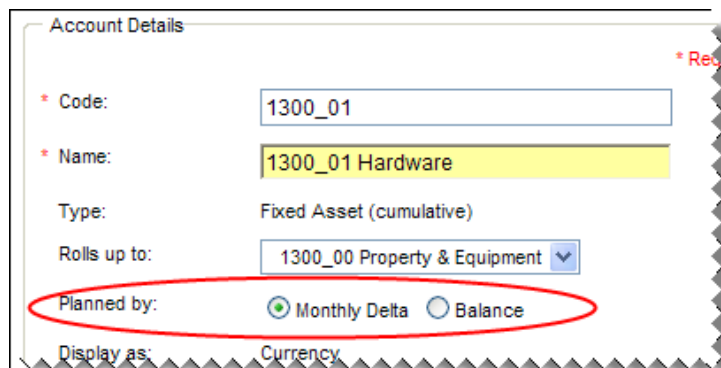 Account Details
* Req
* Code: 1300_01
* Name: 1300_01 Hardware
Type: Fixed Asset (cumulative)
Rolls up to: 1300_00 Property & Equipment
Planned by: Monthly Delta Balance
Display as: Currency